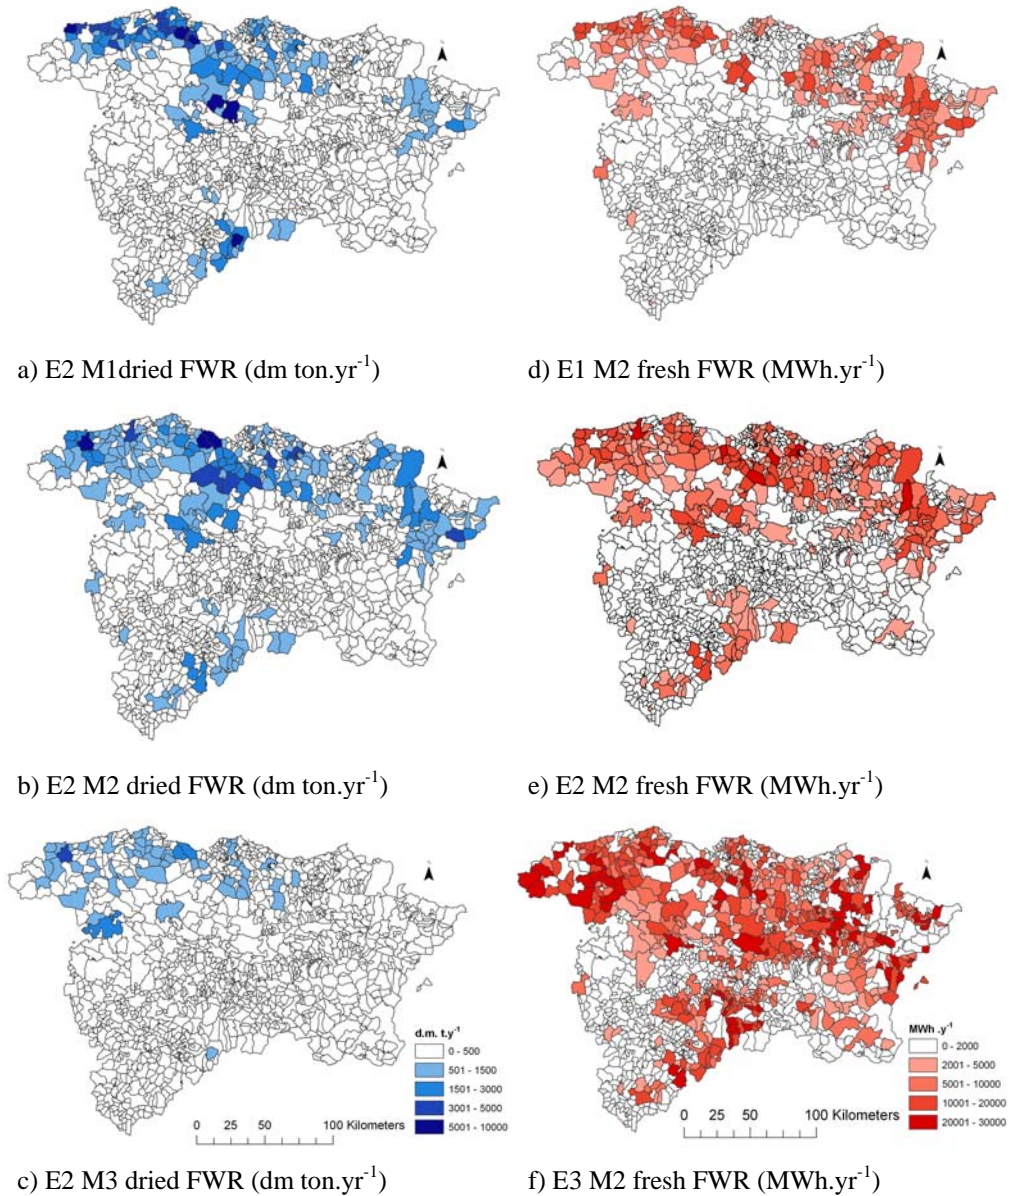 a) E2 M1dried FWR (dm ton.yr-1)
d) E1 M2 fresh FWR (MWh.yr-1)
b) E2 M2 dried FWR (dm ton.yr-1)
e) E2 M2 fresh FWR (MWh.yr-1)
d.m. t.y-1
0 - 500
501 - 1500
1501 - 3000
3001 - 5000
5001 - 10000
0 25 50 100 Kilometers
MWh .y-1
0 - 2000
2001 - 5000
5001 - 10000
10001 - 20000
20001 - 30000
0 25 50 100 Kilometers
c) E2 M3 dried FWR (dm ton.yr-1)
f) E3 M2 fresh FWR (MWh.yr-1)